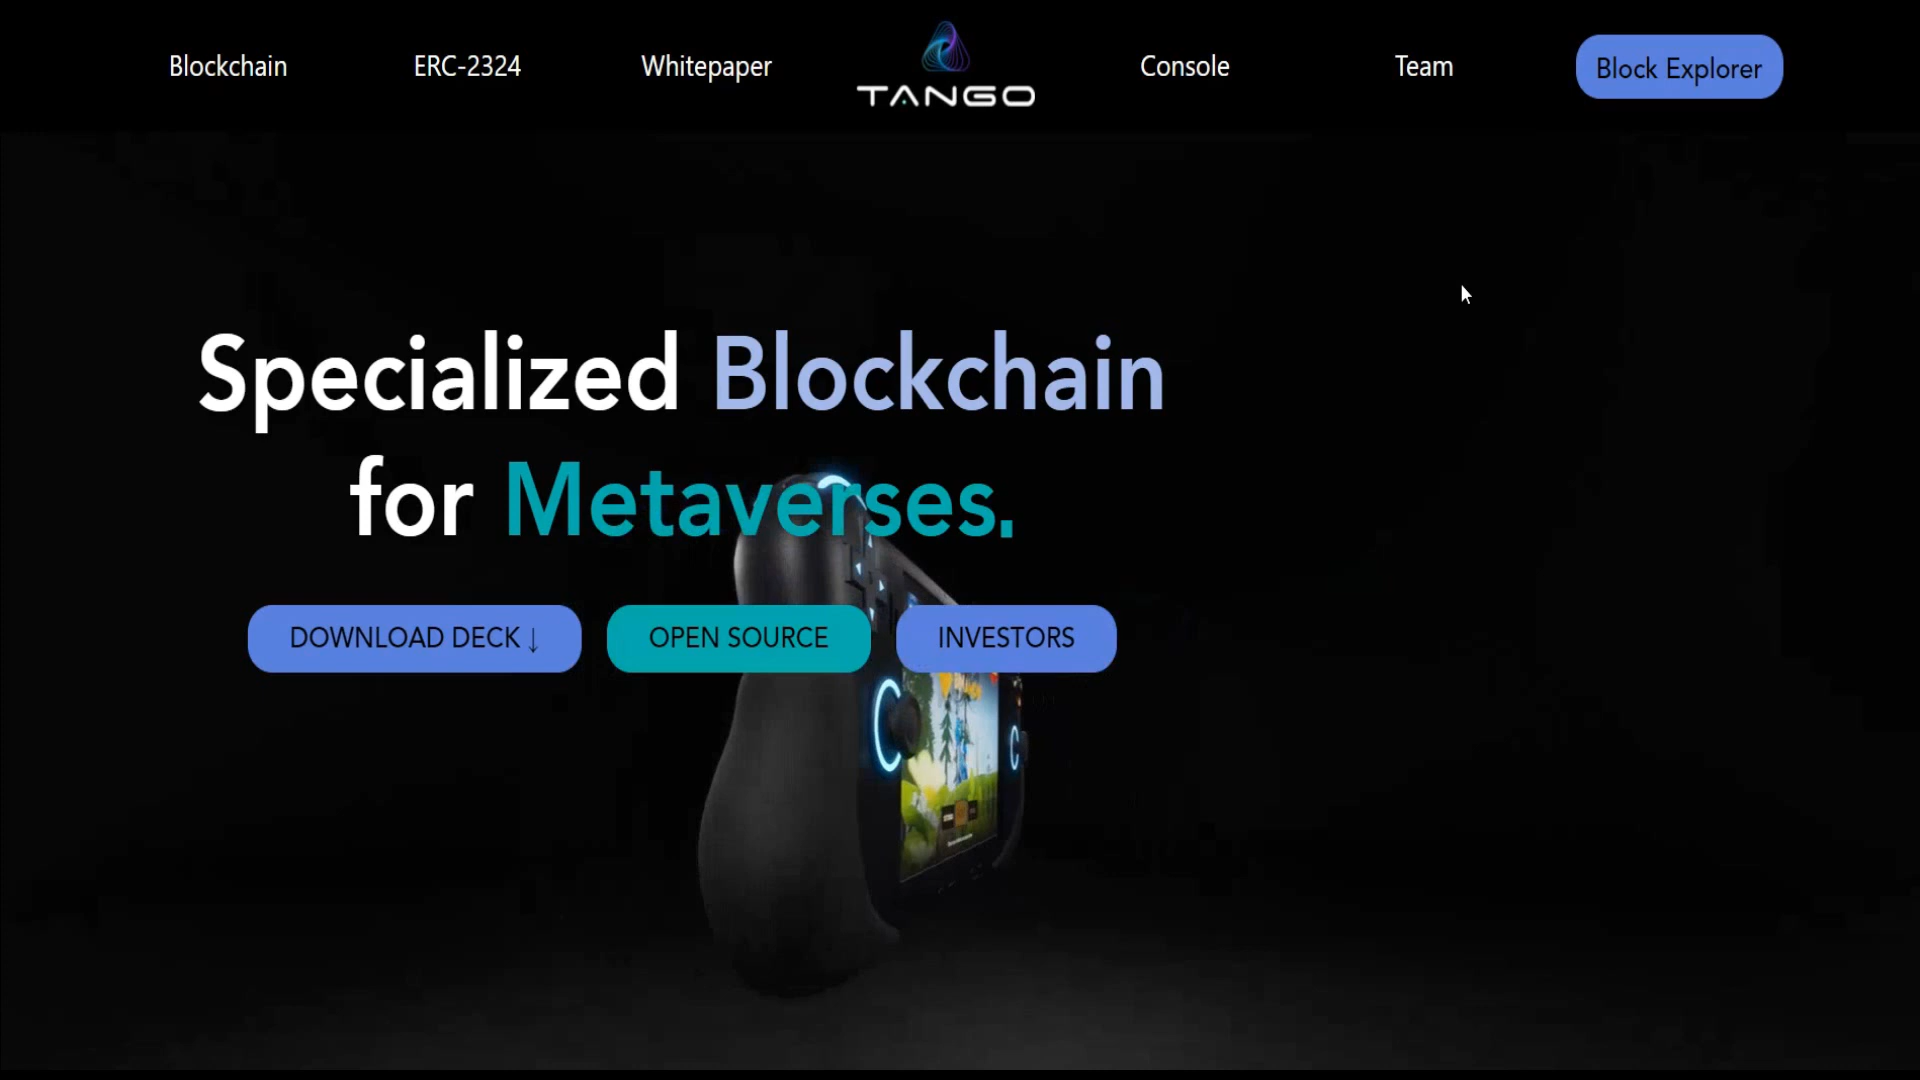 Blockchain
ERC-2324
Whitepaper
TANGO
Console
Team
Block Explorer
Specialized Blockchain
for Metaverses.
DOWNLOAD DECK ↓
OPEN SOURCE
INVESTORS